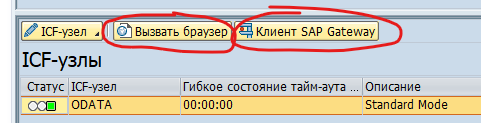 ICF-узел Вызвать браузер Клиент SAP Gateway
ICF-узлы
Статус ICF-узел Гибкое состояние тайм-аута ... Описание
ODATA 00:00:00 Standard Mode